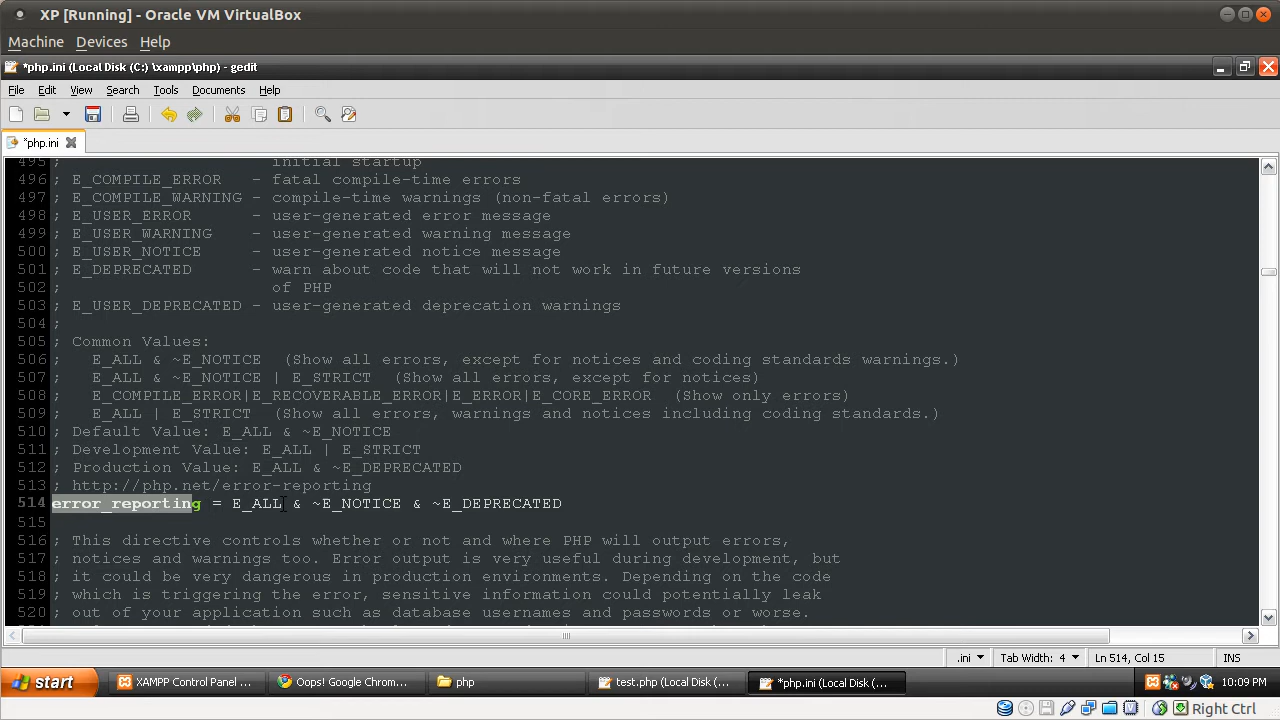 XP [Running] - Oracle VM VirtualBox
Machine Devices Help
*php.ini (Local Disk (C:) \xampp\php) - gedit
File Edit View Search Tools Documents Help
*php.ini
495 ; initial startup
496 ; E_COMPILE_ERROR - fatal compile-time errors
497 ; E_COMPILE_WARNING - compile-time warnings (non-fatal errors)
498 ; E_USER_ERROR - user-generated error message
499 ; E_USER_WARNING - user-generated warning message
500 ; E_USER_NOTICE - user-generated notice message
501 ; E_DEPRECATED - warn about code that will not work in future versions
502 ; of PHP
503 ; E_USER_DEPRECATED - user-generated deprecation warnings
504 ;
505 ; Common Values:
506 ; E_ALL & ~E_NOTICE (Show all errors, except for notices and coding standards warnings.)
507 ; E_ALL & ~E_NOTICE | E_STRICT (Show all errors, except for notices)
508 ; E_COMPILE_ERROR|E_RECOVERABLE_ERROR|E_ERROR|E_CORE_ERROR (Show only errors)
509 ; E_ALL | E_STRICT (Show all errors, warnings and notices including coding standards.)
510 ; Default Value: E_ALL & ~E_NOTICE
511 ; Development Value: E_ALL | E_STRICT
512 ; Production Value: E_ALL & ~E_DEPRECATED
513 ; http://php.net/error-reporting
514 error_reporting = E_ALL & ~E_NOTICE & ~E_DEPRECATED
515
516 ; This directive controls whether or not and where PHP will output errors,
517 ; notices and warnings too. Error output is very useful during development, but
518 ; it could be very dangerous in production environments. Depending on the code
519 ; which is triggering the error, sensitive information could potentially leak
520 ; out of your application such as database usernames and passwords or worse.
.ini Tab Width: 4 Ln 514, Col 15 INS
start XAMPP Control Panel ... Oops! Google Chrom... php test.php (Local Disk (... *php.ini (Local Disk (... 10:09 PM
Right Ctrl